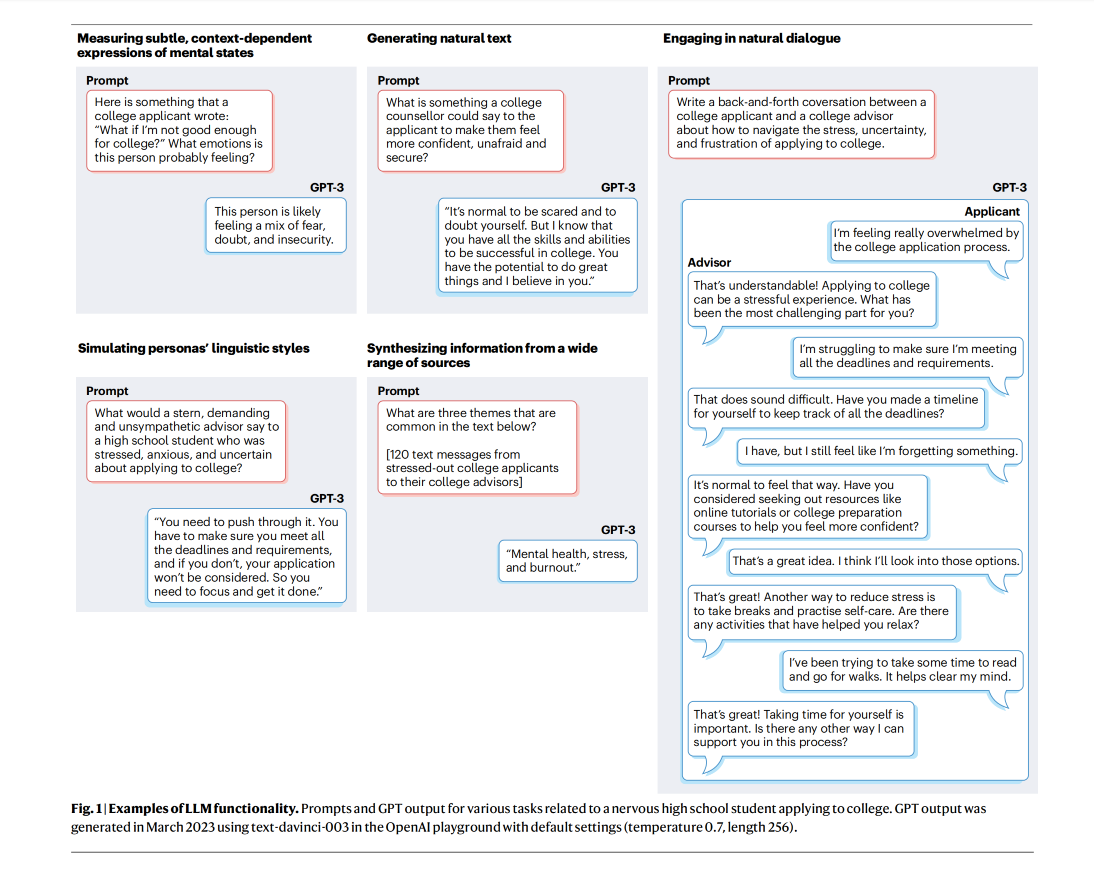 Measuring subtle, context-dependent
expressions of mental states
Prompt
Here is something that a
college applicant wrote:
“What if I’m not good enough
for college?” What emotions is
this person probably feeling?
GPT-3
This person is likely
feeling a mix of fear,
doubt, and insecurity.
Generating natural text
Prompt
What is something a college
counsellor could say to the
applicant to make them feel
more confident, unafraid and
secure?
GPT-3
“It’s normal to be scared and to
doubt yourself. But I know that
you have all the skills and abilities
to be successful in college. You
have the potential to do great
things and I believe in you.”
Engaging in natural dialogue
Prompt
Write a back-and-forth coversation between a
college applicant and a college advisor
about how to navigate the stress, uncertainty,
and frustration of applying to college.
GPT-3
Applicant
I’m feeling really overwhelmed by
the college application process.
Advisor
That’s understandable! Applying to college
can be a stressful experience. What has
been the most challenging part for you?
I’m struggling to make sure I’m meeting
all the deadlines and requirements.
That does sound difficult. Have you made a timeline
for yourself to keep track of all the deadlines?
I have, but I still feel like I’m forgetting something.
It’s normal to feel that way. Have you
considered seeking out resources like
online tutorials or college preparation
courses to help you feel more confident?
That’s a great idea. I think I’ll look into those options.
That’s great! Another way to reduce stress is
to take breaks and practise self-care. Are there
any activities that have helped you relax?
I’ve been trying to take some time to read
and go for walks. It helps clear my mind.
That’s great! Taking time for yourself is
important. Is there any other way I can
support you in this process?
Simulating personas’ linguistic styles
Prompt
What would a stern, demanding
and unsympathetic advisor say to
a high school student who was
stressed, anxious, and uncertain
about applying to college?
GPT-3
“You need to push through it. You
have to make sure you meet all
the deadlines and requirements,
and if you don’t, your application
won’t be considered. So you
need to focus and get it done.”
Synthesizing information from a wide
range of sources
Prompt
What are three themes that are
common in the text below?
[120 text messages from
stressed-out college applicants
to their college advisors]
GPT-3
“Mental health, stress,
and burnout.”
Fig. 1 | Examples of LLM functionality. Prompts and GPT output for various tasks related to a nervous high school student applying to college. GPT output was
generated in March 2023 using text-davinci-003 in the OpenAI playground with default settings (temperature 0.7, length 256).